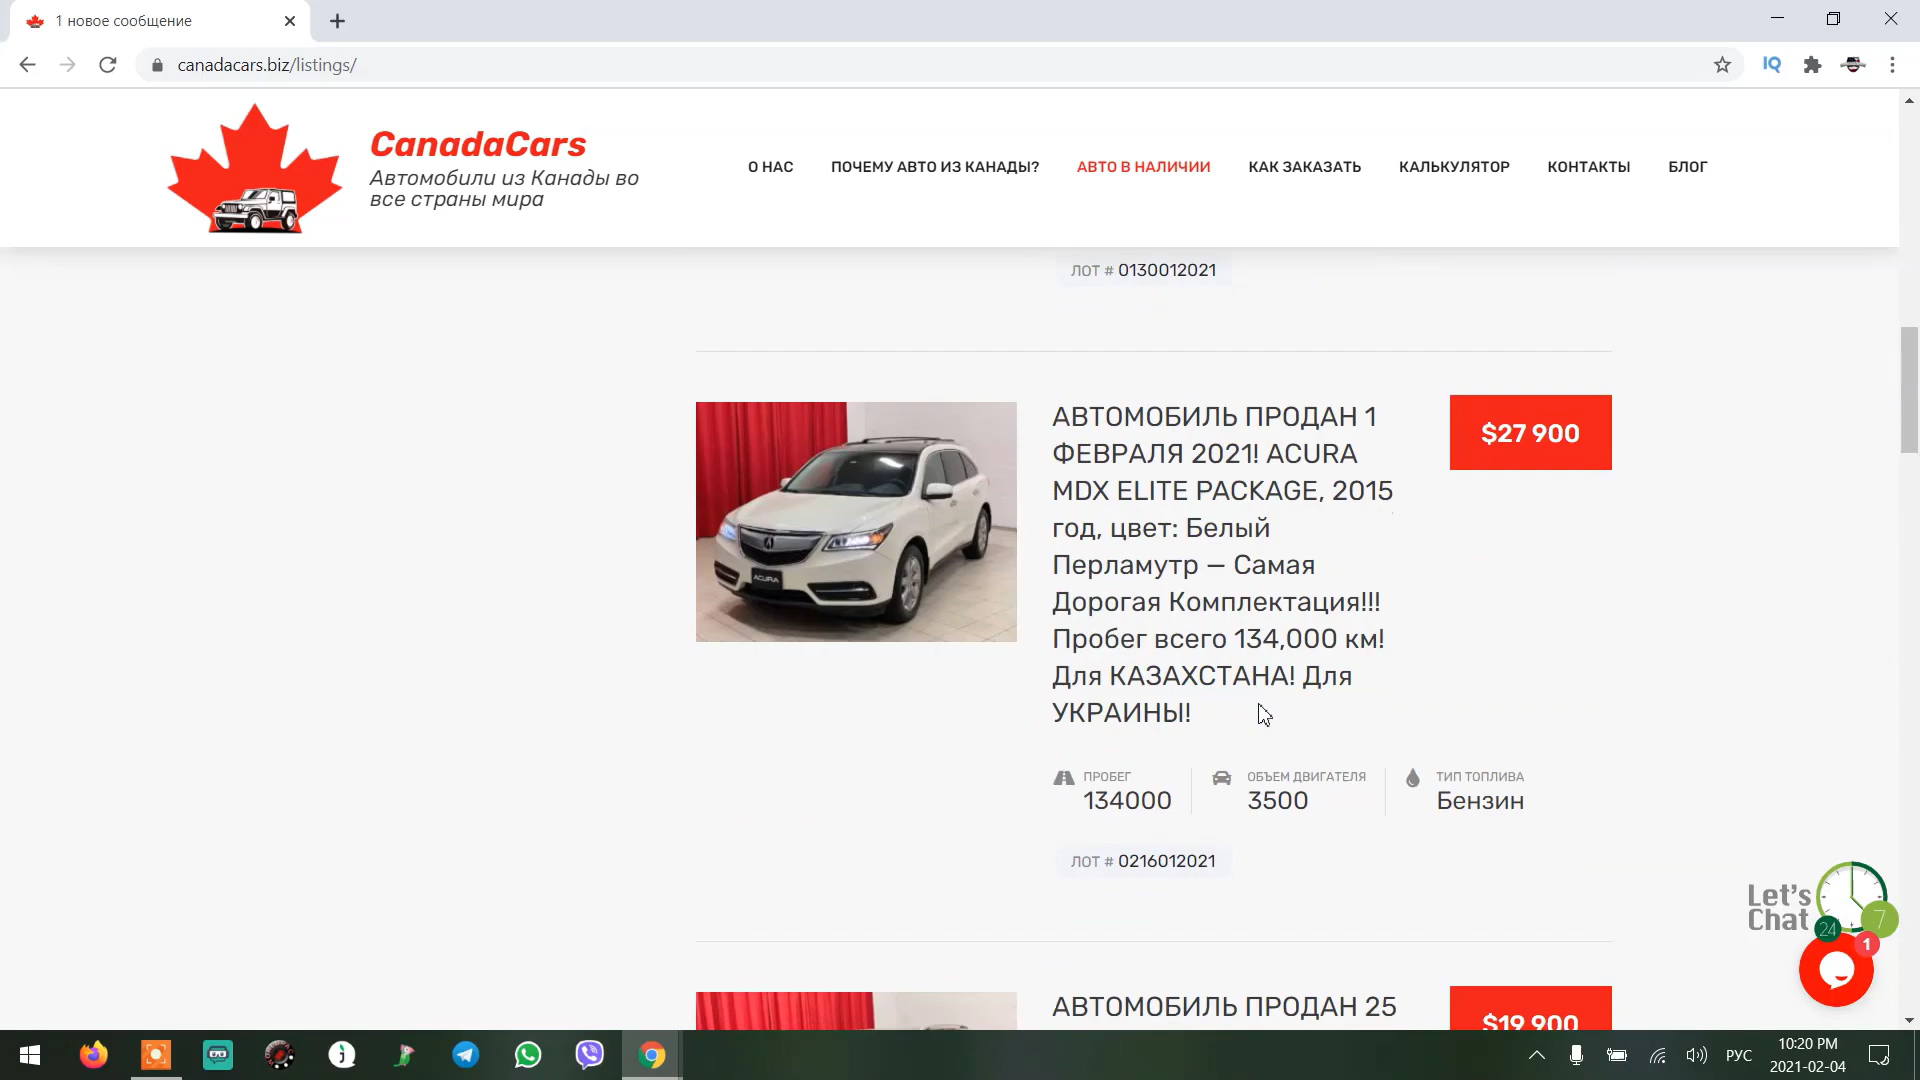 1 новое сообщение
canadacars.biz/listings/
IQ
CanadaCars
Автомобили из Канады во
все страны мира
О НАС
ПОЧЕМУ АВТО ИЗ КАНАДЫ?
АВТО В НАЛИЧИИ
КАК ЗАКАЗАТЬ
КАЛЬКУЛЯТОР
КОНТАКТЫ
БЛОГ
ЛОТ # 0130012021
АВТОМОБИЛЬ ПРОДАН 1
ФЕВРАЛЯ 2021! ACURA
MDX ELITE PACKAGE, 2015
год, цвет: Белый
Перламутр — Самая
Дорогая Комплектация!!!
Пробег всего 134,000 км!
Для КАЗАХСТАНА! Для
УКРАИНЫ!
$27 900
ACURA
ПРОБЕГ
134000
ОБЪЕМ ДВИГАТЕЛЯ
3500
ТИП ТОПЛИВА
Бензин
ЛОТ # 0216012021
АВТОМОБИЛЬ ПРОДАН 25
$19 900
Let's
Chat
24
7
1
РУС
10:20 PM
2021-02-04